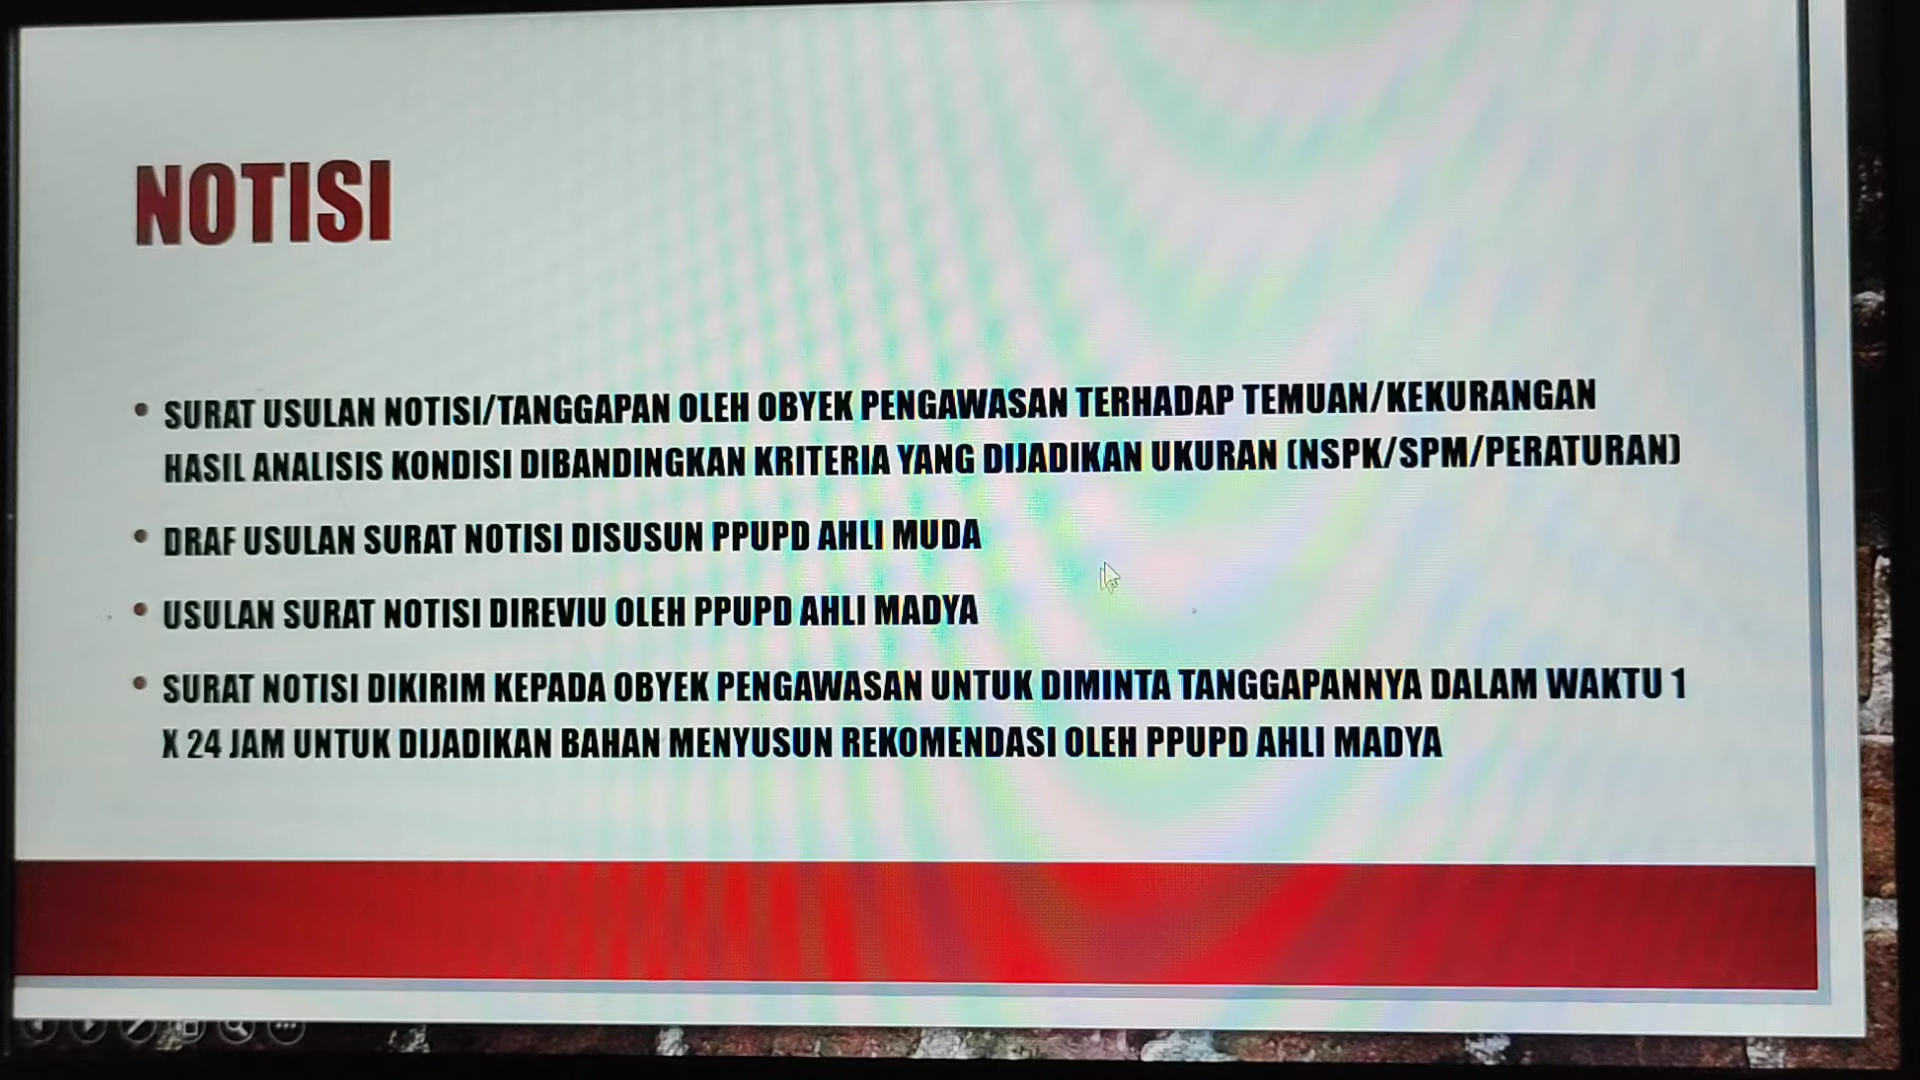 NOTISI
• SURAT USULAN NOTISI/TANGGAPAN OLEH OBYEK PENGAWASAN TERHADAP TEMUAN/KEKURANGAN
HASIL ANALISIS KONDISI DIBANDINGKAN KRITERIA YANG DIJADIKAN UKURAN (NSPK/SPM/PERATURAN)
• DRAF USULAN SURAT NOTISI DISUSUN PPUPD AHLI MUDA
• USULAN SURAT NOTISI DIREVIU OLEH PPUPD AHLI MADYA
• SURAT NOTISI DIKIRIM KEPADA OBYEK PENGAWASAN UNTUK DIMINTA TANGGAPANNYA DALAM WAKTU 1
X 24 JAM UNTUK DIJADIKAN BAHAN MENYUSUN REKOMENDASI OLEH PPUPD AHLI MADYA